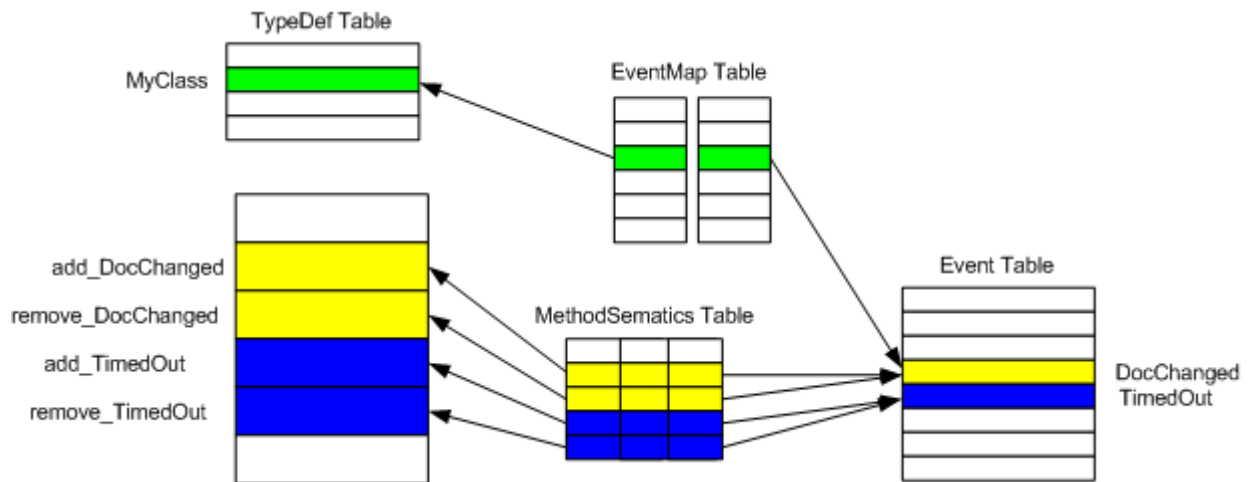 TypeDef Table
MyClass
EventMap Table
add_DocChanged
remove_DocChanged
add_TimedOut
remove_TimedOut
MethodSematics Table
Event Table
DocChanged
TimedOut